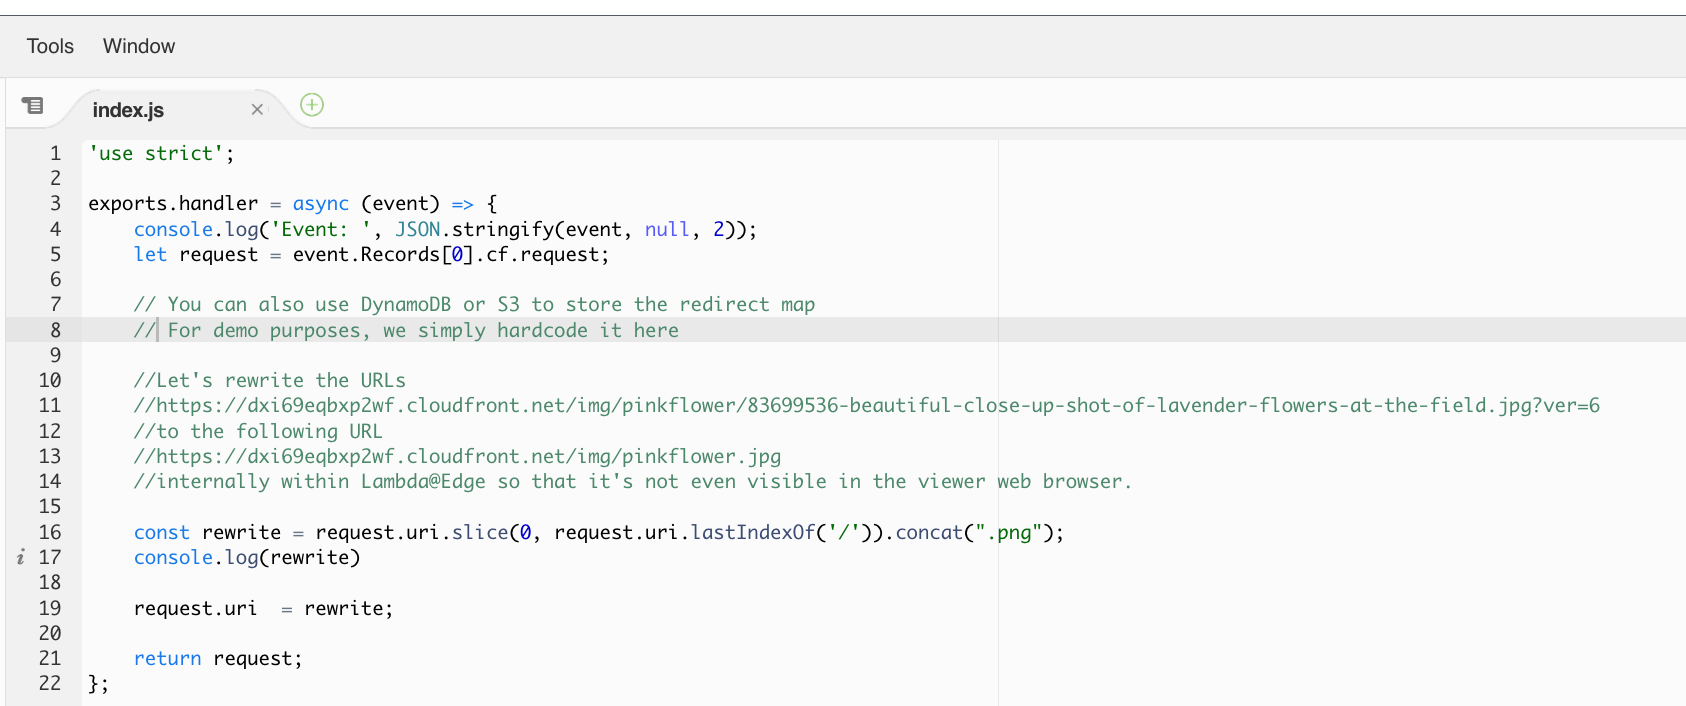 Tools Window
index.js ×
1 'use strict';
2
3 exports.handler = async (event) => {
4 console.log('Event: ', JSON.stringify(event, null, 2));
5 let request = event.Records[0].cf.request;
6
7 // You can also use DynamoDB or S3 to store the redirect map
8 // For demo purposes, we simply hardcode it here
9
10 //Let's rewrite the URLs
11 //https://dxi69eqbxp2wf.cloudfront.net/img/pinkflower/83699536-beautiful-close-up-shot-of-lavender-flowers-at-the-field.jpg?ver=6
12 //to the following URL
13 //https://dxi69eqbxp2wf.cloudfront.net/img/pinkflower.jpg
14 //internally within Lambda@Edge so that it's not even visible in the viewer web browser.
15
16 const rewrite = request.uri.slice(0, request.uri.lastIndexOf('/')).concat(".png");
i 17 console.log(rewrite)
18
19 request.uri  = rewrite;
20
21 return request;
22 };